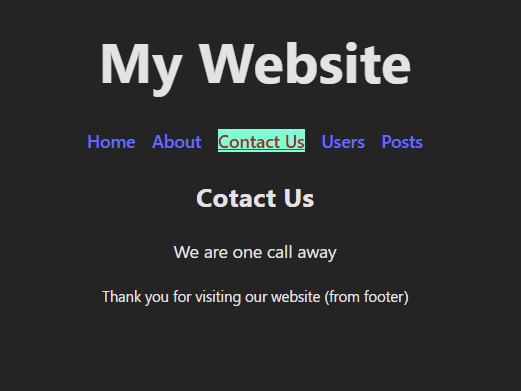 My Website
Home About Contact Us Users Posts
Cotact Us
We are one call away
Thank you for visiting our website (from footer)